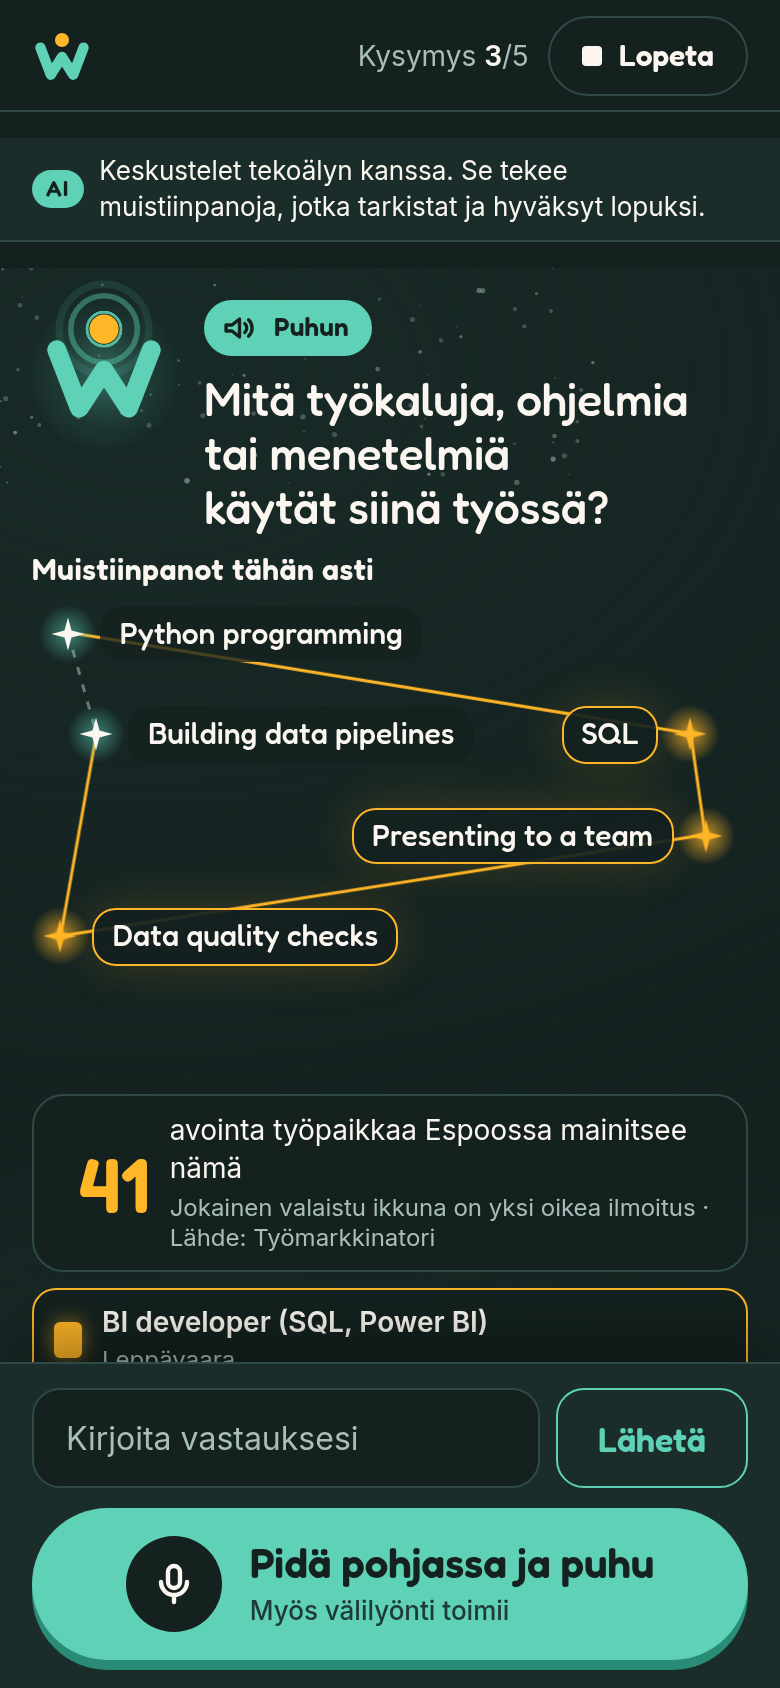 Kysymys 3/5
Lopeta
AI
Keskustelet tekoälyn kanssa. Se tekee
muistiinpanoja, jotka tarkistat ja hyväksyt lopuksi.
Puhun
Mitä työkaluja, ohjelmia
tai menetelmiä
käytät siinä työssä?
Muistiinpanot tähän asti
Python programming
Building data pipelines
SQL
Presenting to a team
Data quality checks
41
avointa työpaikkaa Espoossa mainitsee
nämä
Jokainen valaistu ikkuna on yksi oikea ilmoitus ·
Lähde: Työmarkkinatori
BI developer (SQL, Power BI)
Leppävaara
Kirjoita vastauksesi
Lähetä
Pidä pohjassa ja puhu
Myös välilyönti toimii